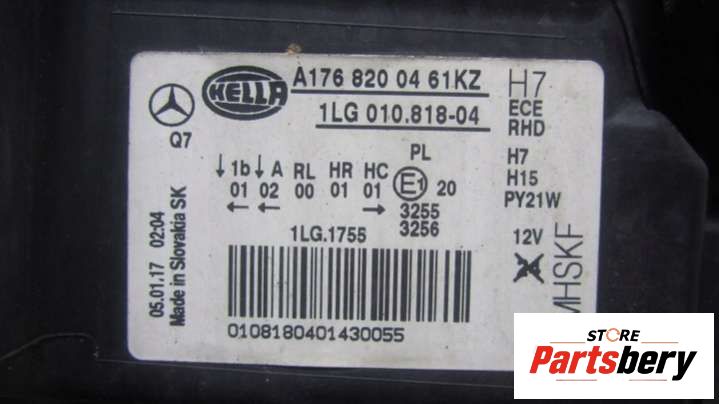 HELLA
A176 820 04 61KZ
1LG 010.818-04
H7
ECE
RHD
Q7
↓1b↓ A RL HR HC PL
01 02 00 01 01 E1 20
← ← →
3255
3256
H7
H15
PY21W
12V
1LG.1755
MHSKF
05.01.17 02:04
Made in Slovakia SK
0108180401430055
STORE
Partsbery